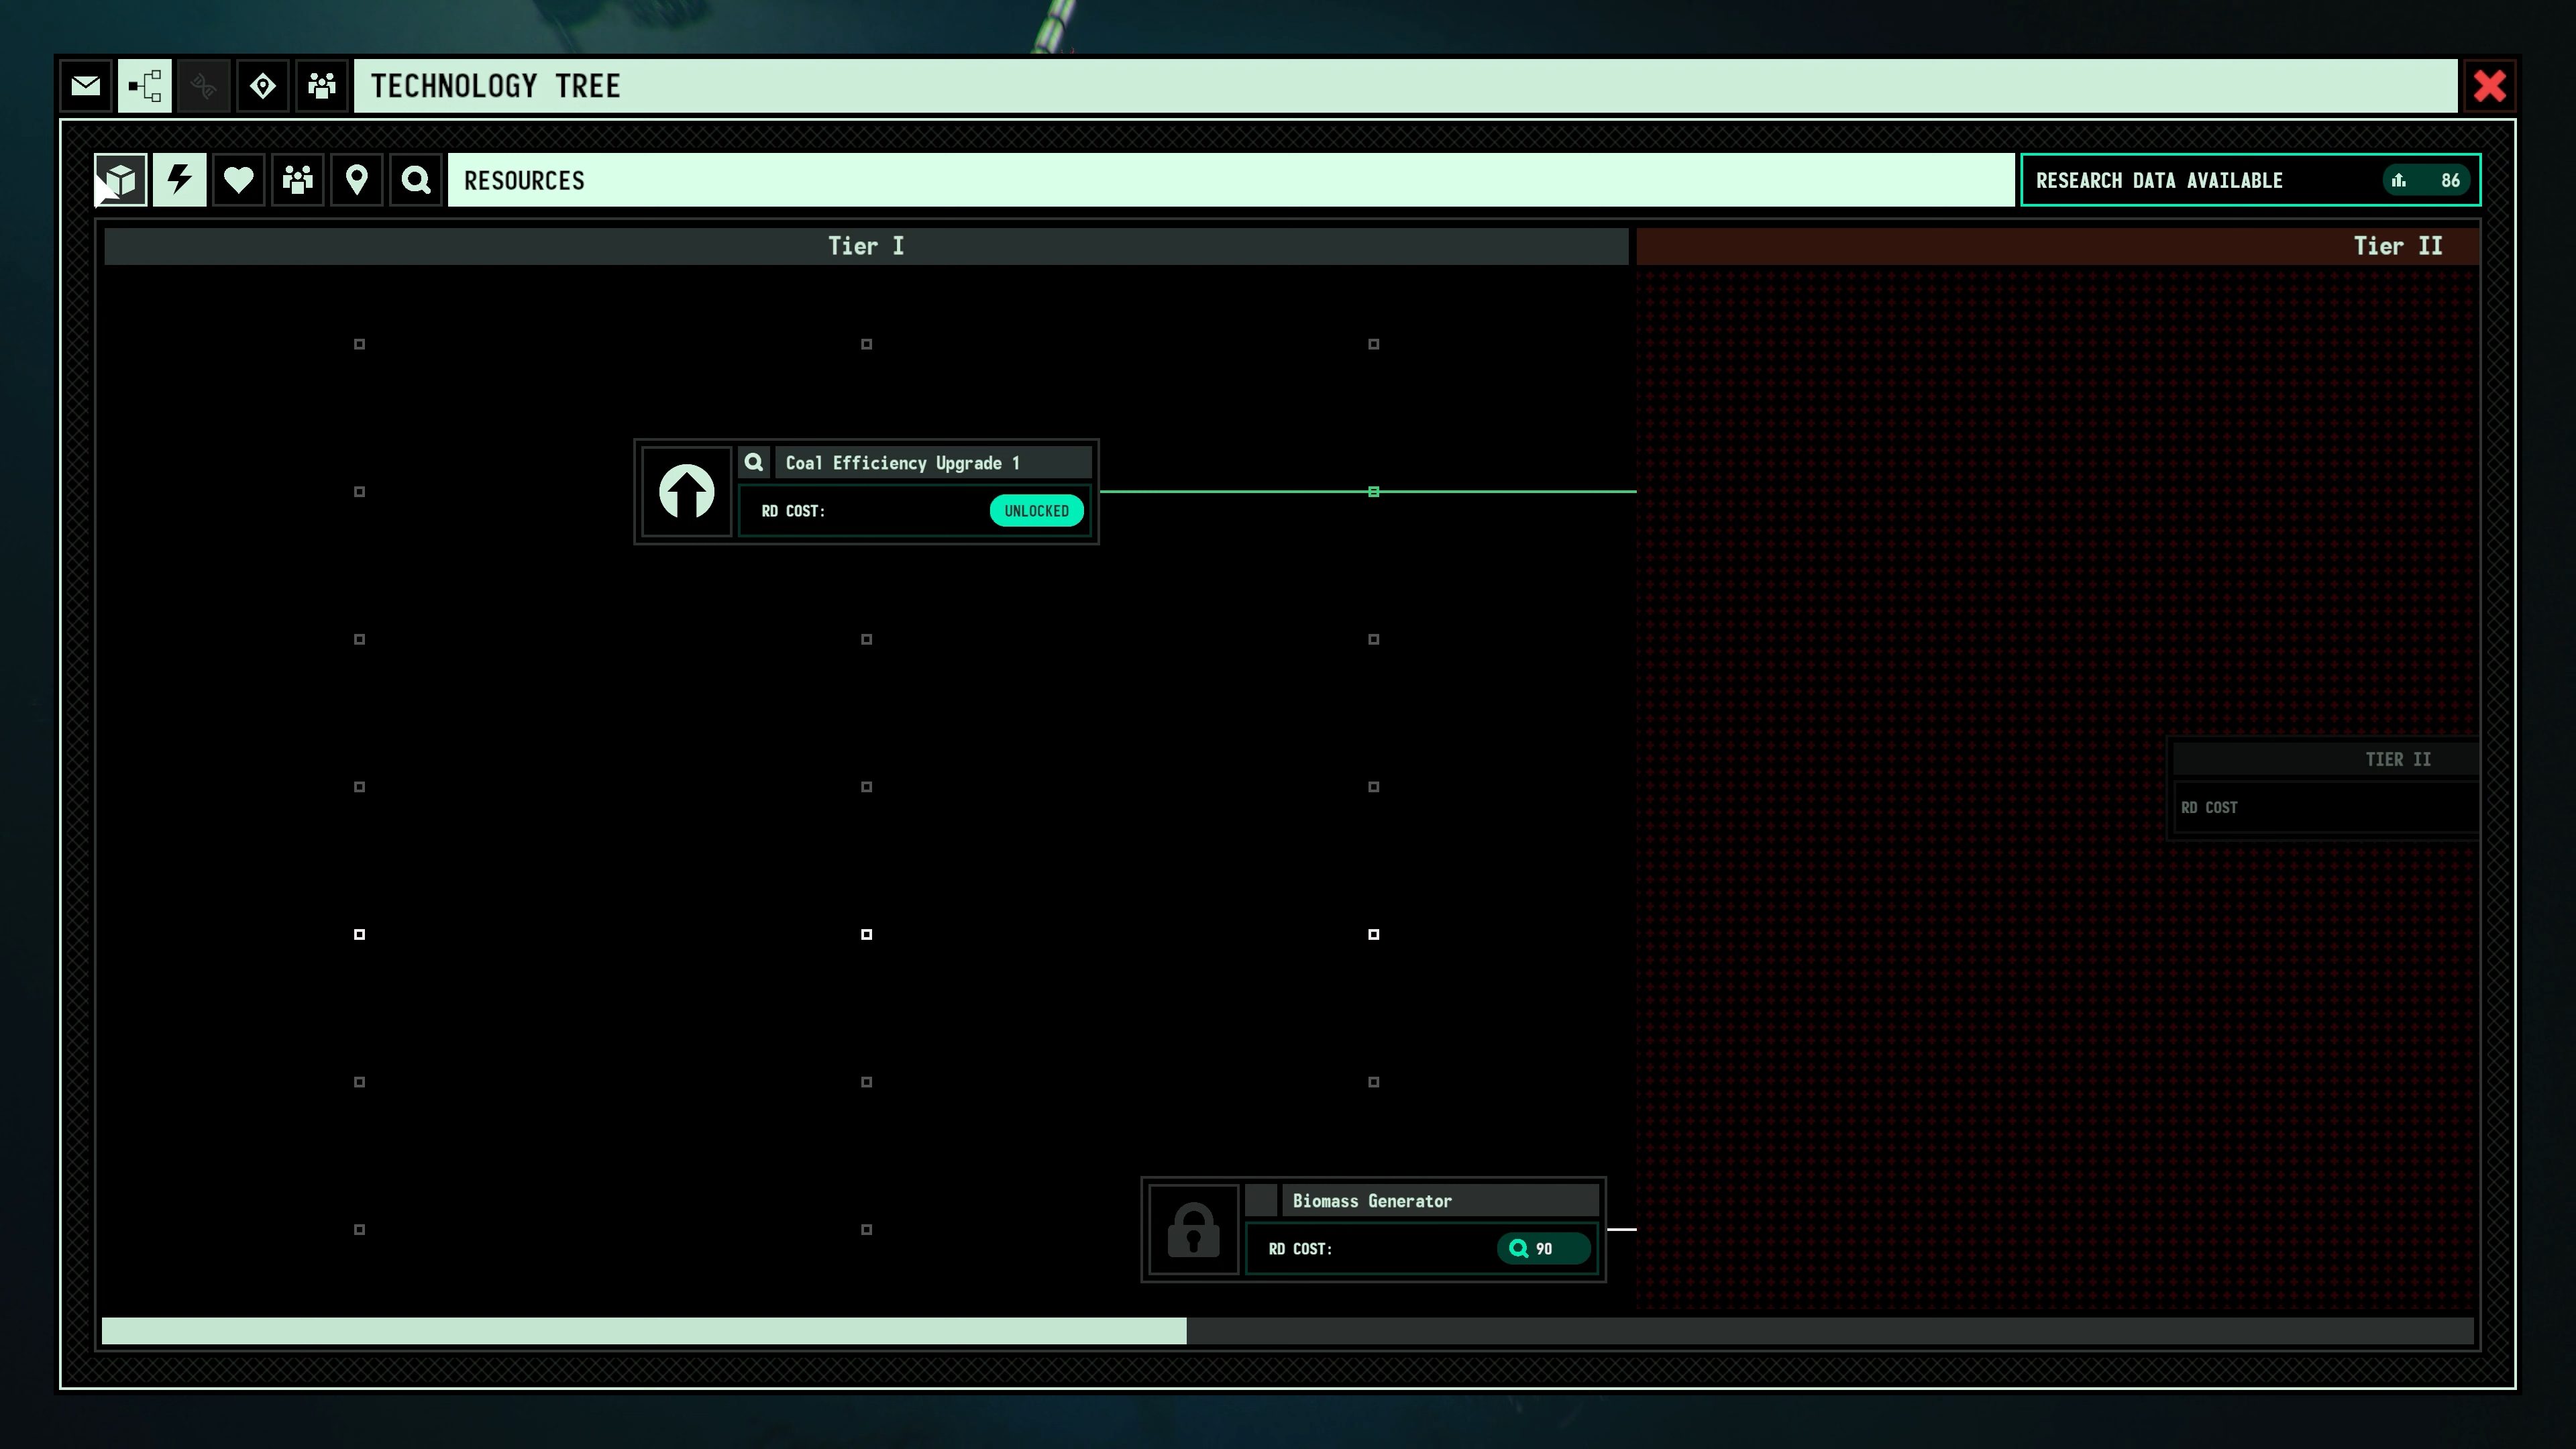 TECHNOLOGY TREE
RESOURCES
RESEARCH DATA AVAILABLE 86
Tier I
Tier II
Coal Efficiency Upgrade 1
RD COST: UNLOCKED
TIER II
RD COST
Biomass Generator
RD COST: 90